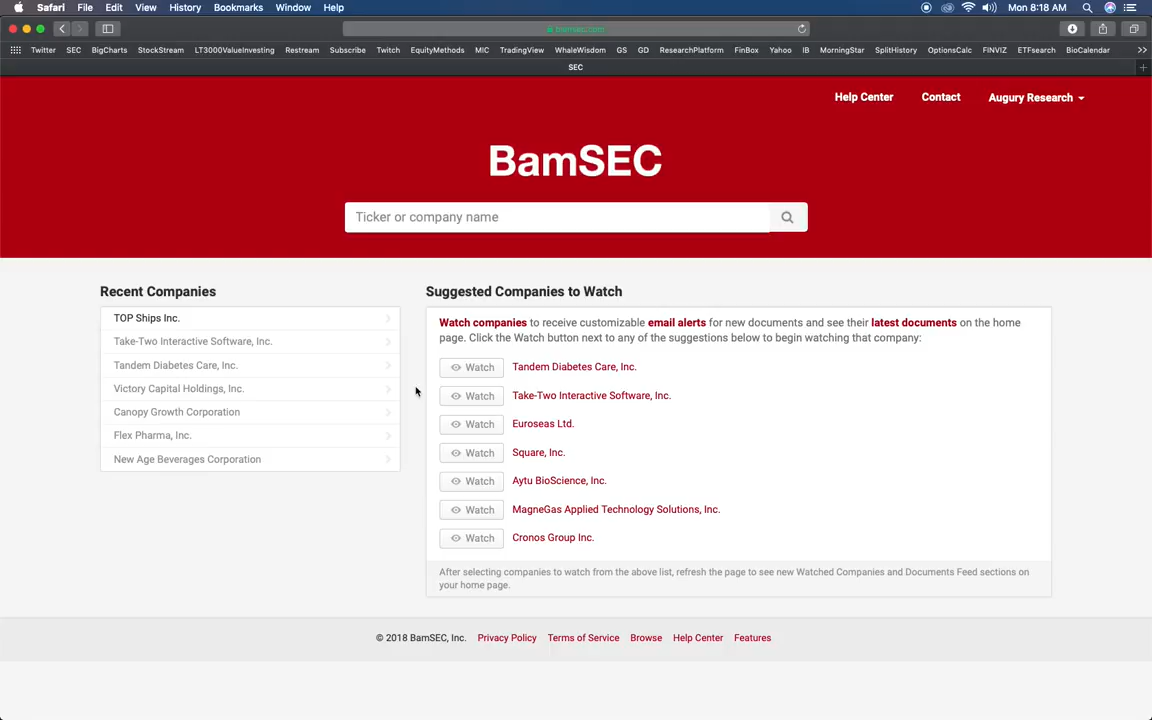 Safari File Edit View History Bookmarks Window Help Mon 8:18 AM
bamsec.com
Twitter SEC BigCharts StockStream LT3000ValueInvesting Restream Subscribe Twitch EquityMethods MIC TradingView WhaleWisdom GS GD ResearchPlatform FinBox Yahoo IB MorningStar SplitHistory OptionsCalc FINVIZ ETFsearch BioCalendar >>
SEC
Help Center Contact Augury Research
BamSEC
Ticker or company name
Recent Companies
TOP Ships Inc.
Take-Two Interactive Software, Inc.
Tandem Diabetes Care, Inc.
Victory Capital Holdings, Inc.
Canopy Growth Corporation
Flex Pharma, Inc.
New Age Beverages Corporation
Suggested Companies to Watch
Watch companies to receive customizable email alerts for new documents and see their latest documents on the home
page. Click the Watch button next to any of the suggestions below to begin watching that company:
Watch Tandem Diabetes Care, Inc.
Watch Take-Two Interactive Software, Inc.
Watch Euroseas Ltd.
Watch Square, Inc.
Watch Aytu BioScience, Inc.
Watch MagneGas Applied Technology Solutions, Inc.
Watch Cronos Group Inc.
After selecting companies to watch from the above list, refresh the page to see new Watched Companies and Documents Feed sections on
your home page.
© 2018 BamSEC, Inc. Privacy Policy Terms of Service Browse Help Center Features